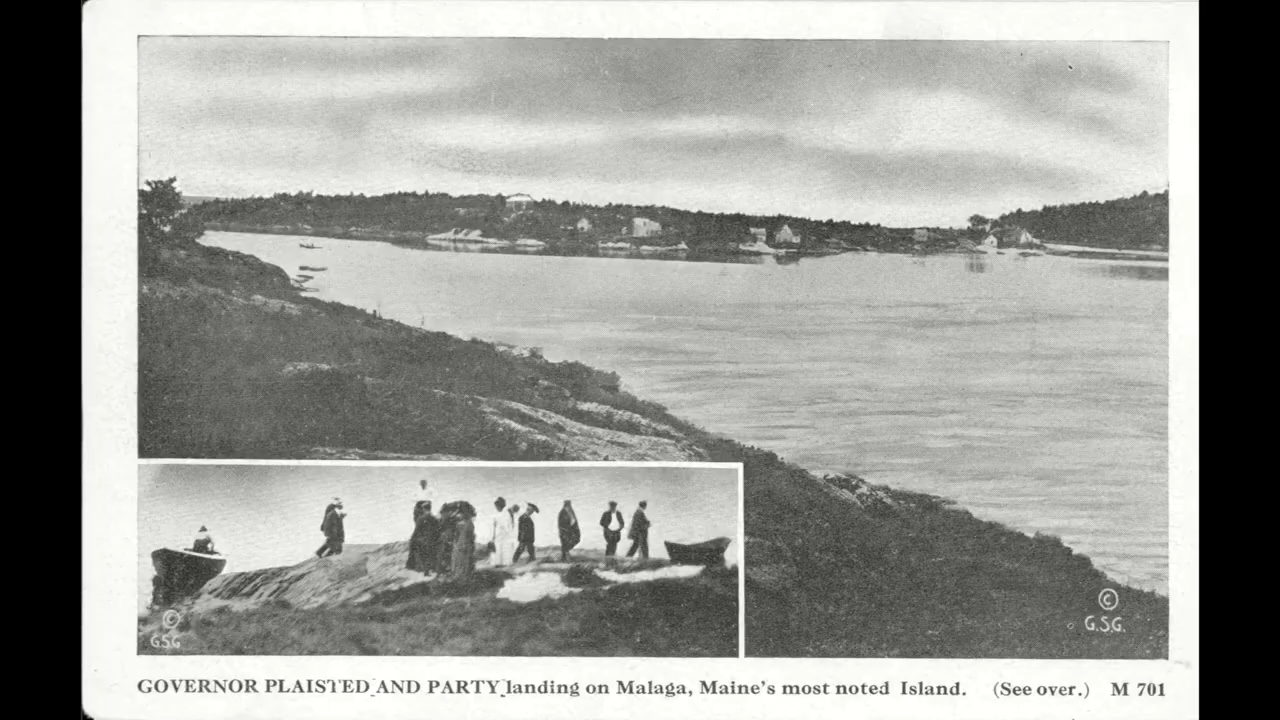 © G.S.G.
© G.S.G
GOVERNOR PLAISTED AND PARTY landing on Malaga, Maine's most noted Island. (See over.) M 701